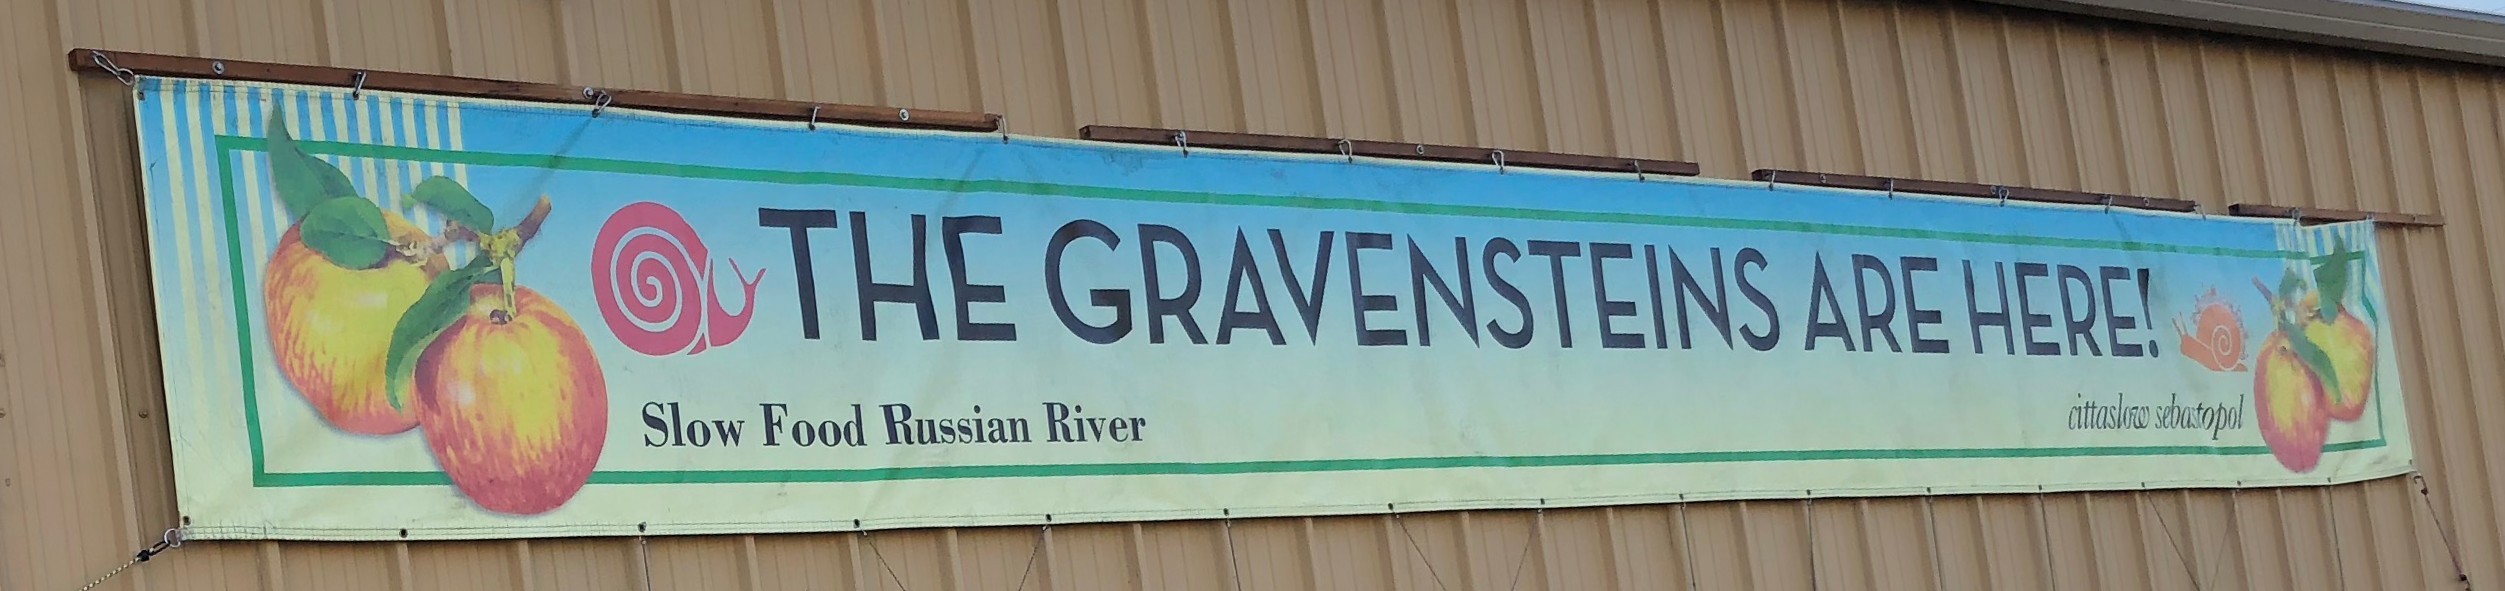 THE GRAVENSTEINS ARE HERE!
Slow Food Russian River
cittaslow sebastopol